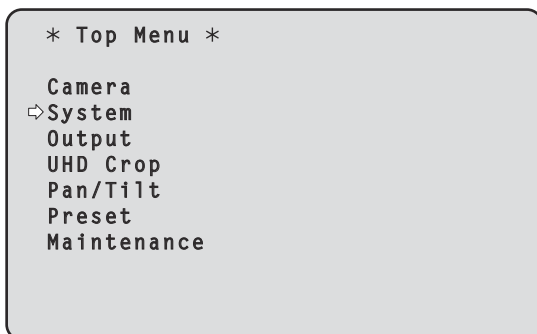 * Top Menu *
Camera
⇨System
Output
UHD Crop
Pan/Tilt
Preset
Maintenance